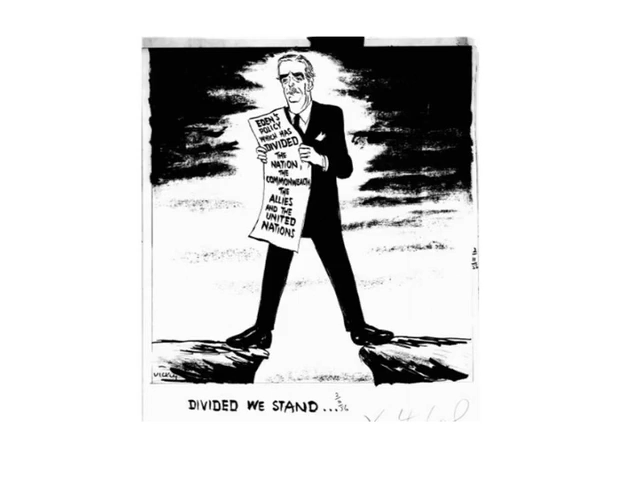 EDEN'S
POLICY
WHICH HAS
DIVIDED
THE
NATION,
THE
COMMONWEALTH,
THE
ALLIES
AND THE
UNITED
NATIONS
VICKY
DIVIDED WE STAND...